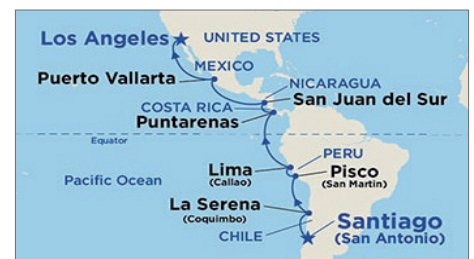 Los Angeles
UNITED STATES
MEXICO
Puerto Vallarta
NICARAGUA
San Juan del Sur
COSTA RICA
Puntarenas
Equator
PERU
Lima
(Callao)
Pisco
(San Martin)
Pacific Ocean
La Serena
(Coquimbo)
CHILE
Santiago
(San Antonio)